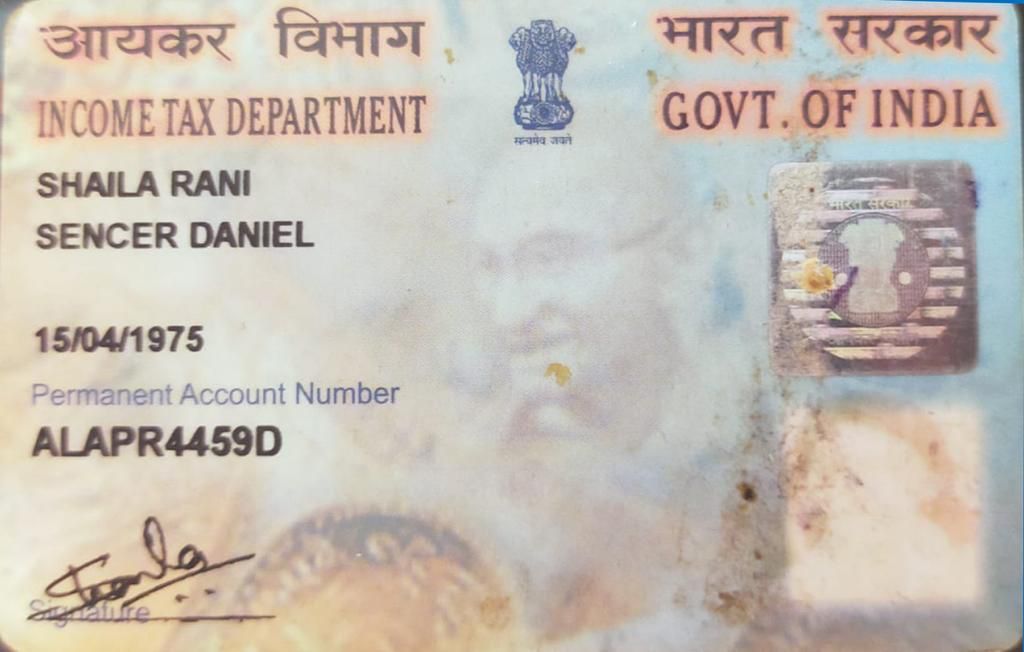 आयकर विभाग
भारत सरकार
INCOME TAX DEPARTMENT
GOVT. OF INDIA
सत्यमेव जयते
SHAILA RANI
SENCER DANIEL
भारत सरकार
15/04/1975
Permanent Account Number
ALAPR4459D
Signature